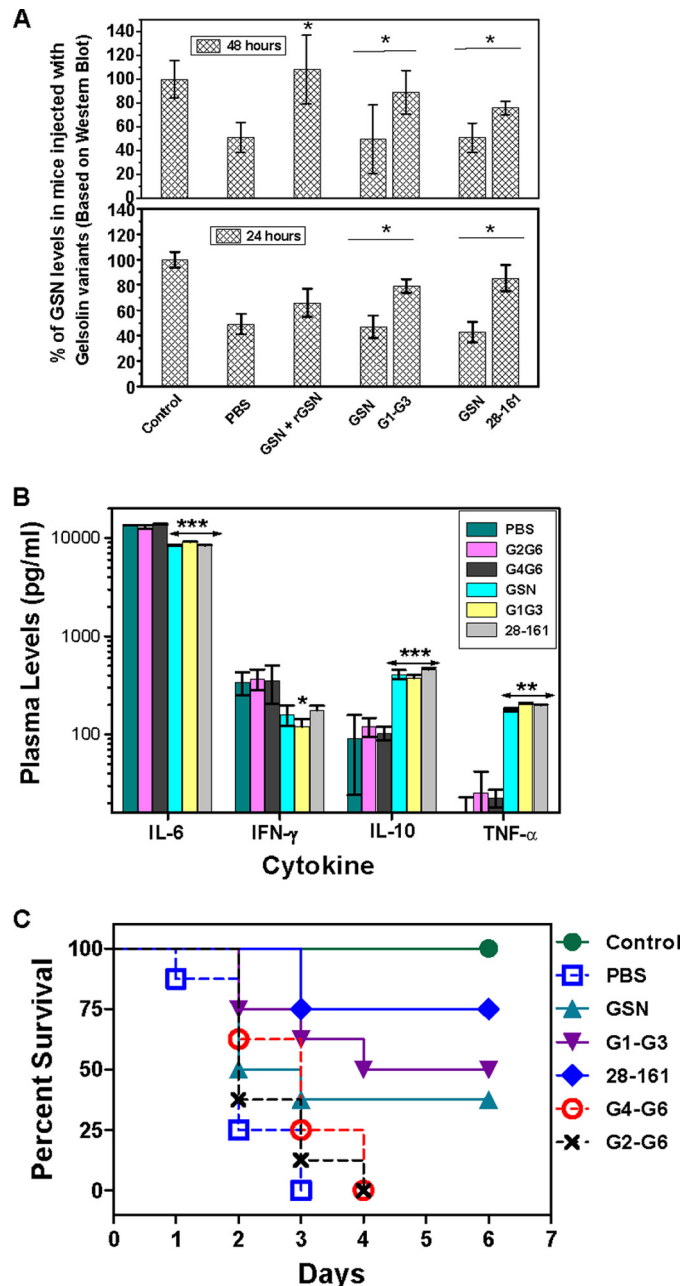 A
% of GSN levels in mice injected with
Gelsolin variants (Based on Western Blot)
140
120
100
80
60
40
20
0
48 hours
*
*
*
140
120
100
80
60
40
20
0
24 hours
*
*
Control
PBS
GSN + rGSN
GSN
G1-G3
GSN
28-161
B
Plasma Levels (pg/ml)
10000
1000
100
***
*
***
**
PBS
G2G6
G4G6
GSN
G1G3
28-161
IL-6
IFN-γ
IL-10
TNF-α
Cytokine
C
Percent Survival
100
75
50
25
0
0 1 2 3 4 5 6 7
Days
Control
PBS
GSN
G1-G3
28-161
G4-G6
G2-G6